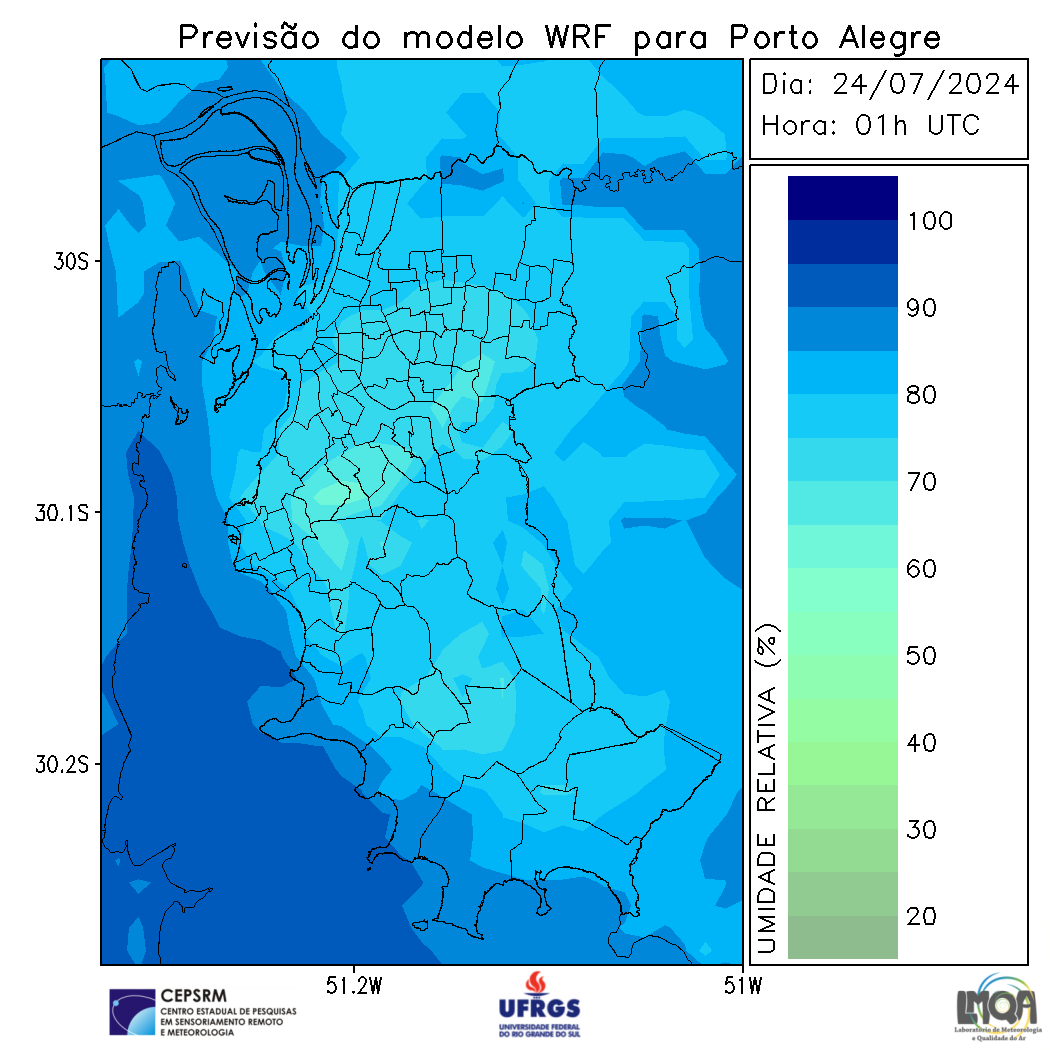 Previsão do modelo WRF para Porto Alegre
Dia: 24/07/2024
Hora: 01h UTC
100
90
80
70
60
50
40
30
20
UMIDADE RELATIVA (%)
30S
30.1S
30.2S
51.2W
51W
CEPSRM
CENTRO ESTADUAL DE PESQUISAS
EM SENSORIAMENTO REMOTO
E METEOROLOGIA
UFRGS
UNIVERSIDADE FEDERAL
DO RIO GRANDE DO SUL
LMQA
Laboratório de Meteorologia
e Qualidade do Ar